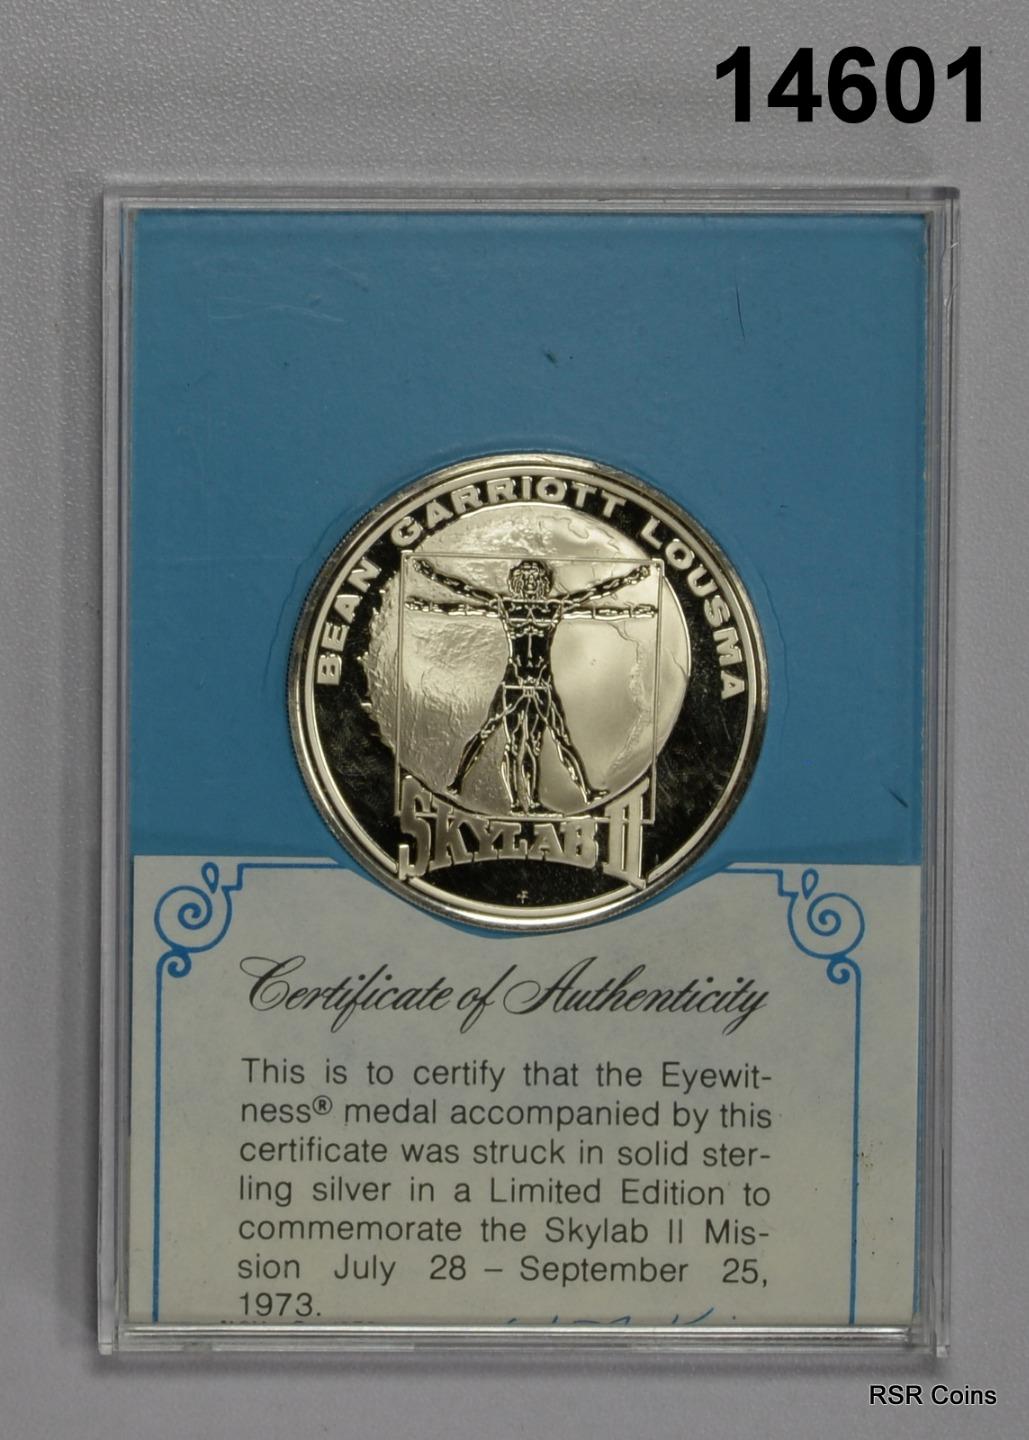 14601
BEAN GARRIOTT LOUSMA
SKYLAB II
Certificate of Authenticity
This is to certify that the Eyewit-
ness® medal accompanied by this
certificate was struck in solid ster-
ling silver in a Limited Edition to
commemorate the Skylab II Mis-
sion July 28 – September 25,
1973.
RSR Coins